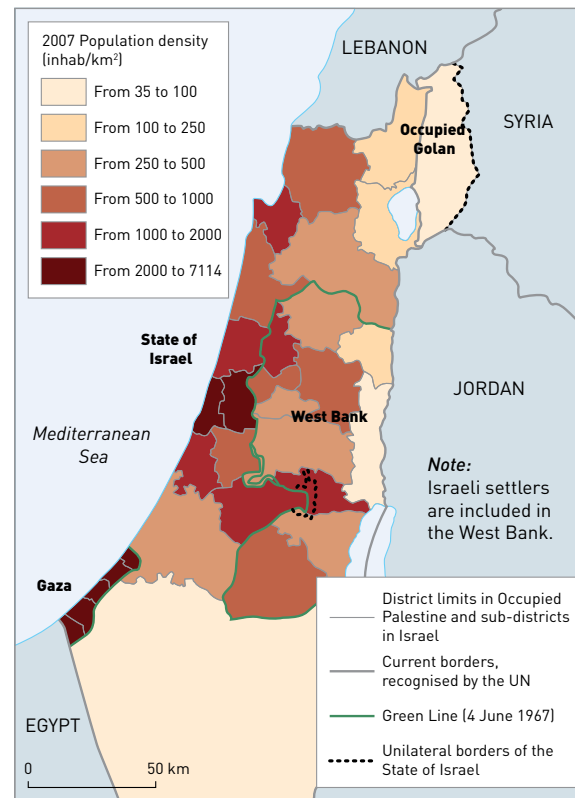 2007 Population density
(inhab/km²)
From 35 to 100
From 100 to 250
From 250 to 500
From 500 to 1000
From 1000 to 2000
From 2000 to 7114
LEBANON
SYRIA
Occupied
Golan
State of
Israel
West Bank
JORDAN
Mediterranean
Sea
Note:
Israeli settlers
are included in
the West Bank.
Gaza
EGYPT
0 50 km
District limits in Occupied
Palestine and sub-districts
in Israel
Current borders,
recognised by the UN
Green Line (4 June 1967)
Unilateral borders of the
State of Israel